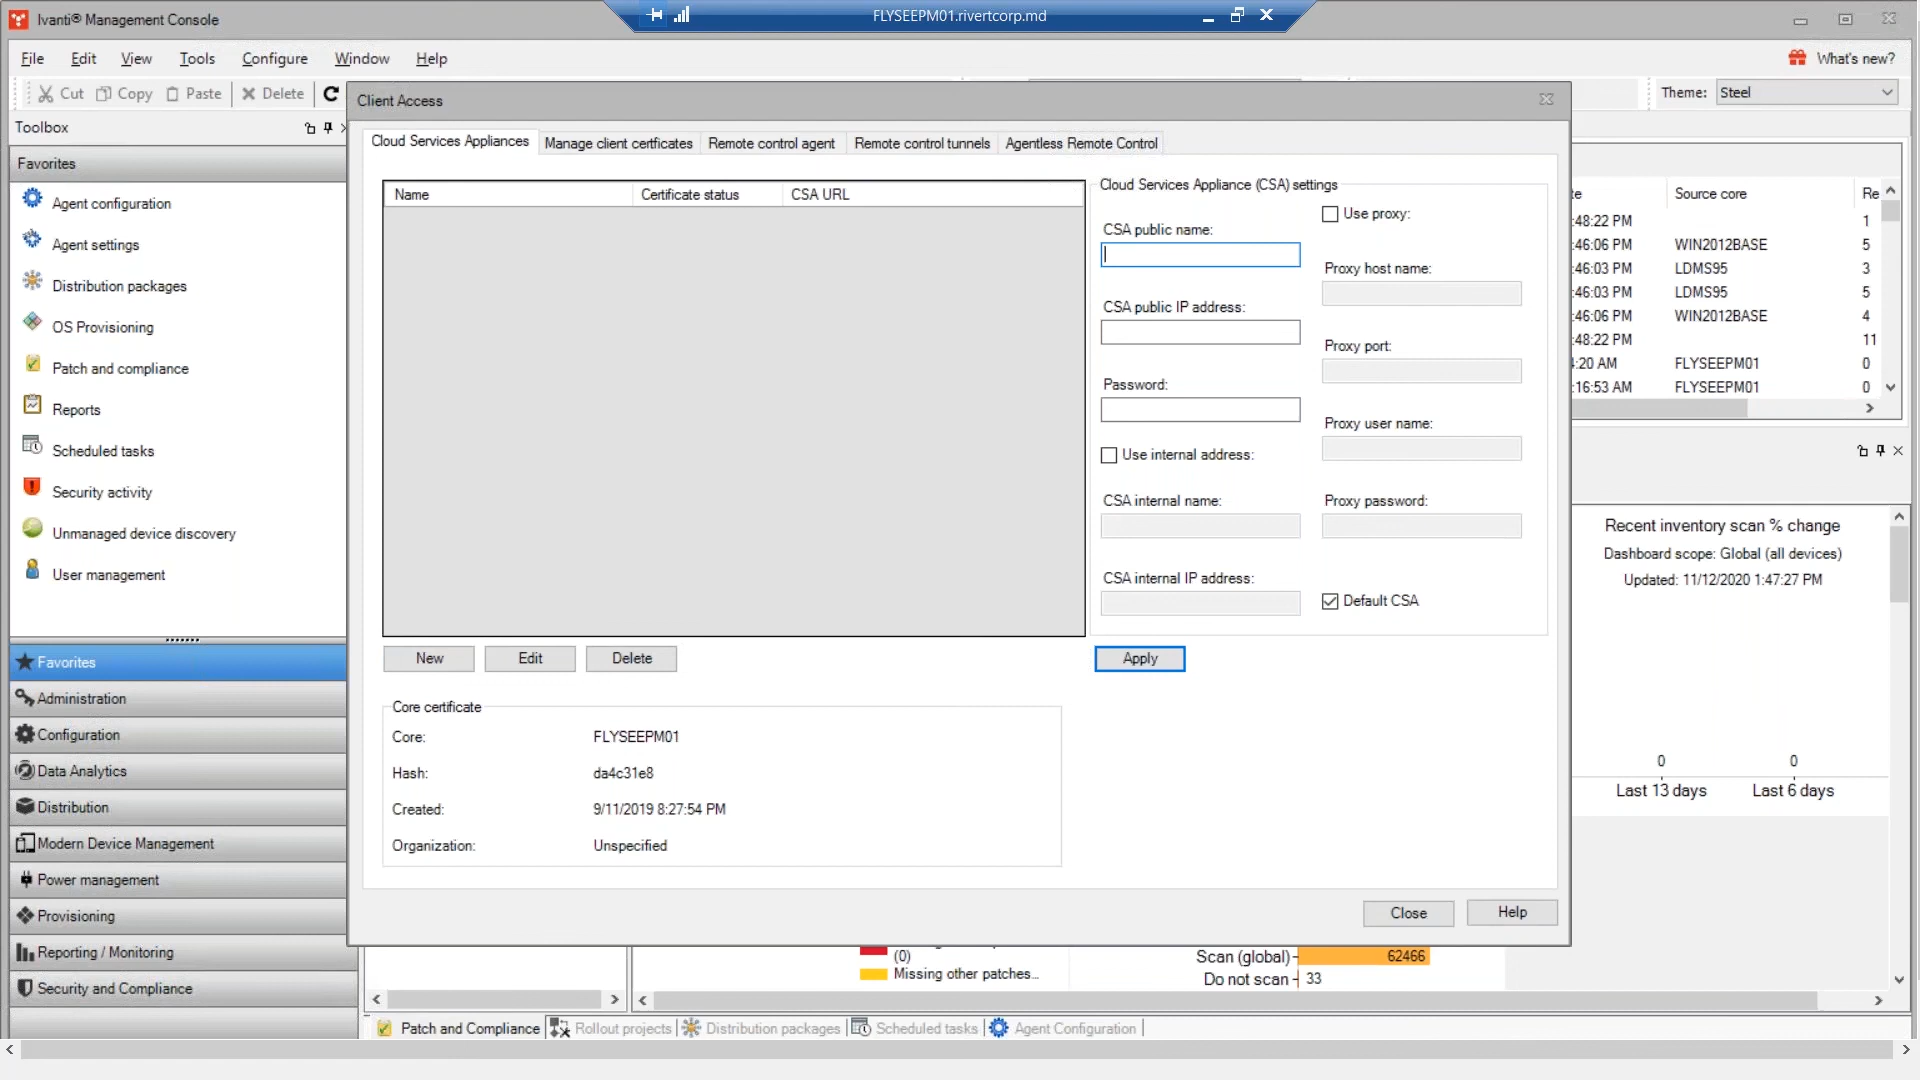 Ivanti® Management Console
FLYSEEPM01.rivertcorp.md
File Edit View Tools Configure Window Help
What's new?
Cut Copy Paste Delete
Theme: Steel
Toolbox
Favorites
Agent configuration
Agent settings
Distribution packages
OS Provisioning
Patch and compliance
Reports
Scheduled tasks
Security activity
Unmanaged device discovery
User management
Favorites
Administration
Configuration
Data Analytics
Distribution
Modern Device Management
Power management
Provisioning
Reporting / Monitoring
Security and Compliance
Client Access
Cloud Services Appliances Manage client certficates Remote control agent Remote control tunnels Agentless Remote Control
Name Certificate status CSA URL
Cloud Services Appliance (CSA) settings
CSA public name:
CSA public IP address:
Password:
Use internal address:
CSA internal name:
CSA internal IP address:
Use proxy:
Proxy host name:
Proxy port:
Proxy user name:
Proxy password:
Default CSA
New Edit Delete
Apply
Core certificate
Core: FLYSEEPM01
Hash: da4c31e8
Created: 9/11/2019 8:27:54 PM
Organization: Unspecified
Close Help
te Source core Re
:48:22 PM 1
:46:06 PM WIN2012BASE 5
:46:03 PM LDMS95 3
:46:03 PM LDMS95 5
:46:06 PM WIN2012BASE 4
:48:22 PM 11
:20 AM FLYSEEPM01 0
:16:53 AM FLYSEEPM01 0
Recent inventory scan % change
Dashboard scope: Global (all devices)
Updated: 11/12/2020 1:47:27 PM
0 0
Last 13 days Last 6 days
(0)
Missing other patches...
Scan (global) 62466
Do not scan 33
Patch and Compliance Rollout projects Distribution packages Scheduled tasks Agent Configuration